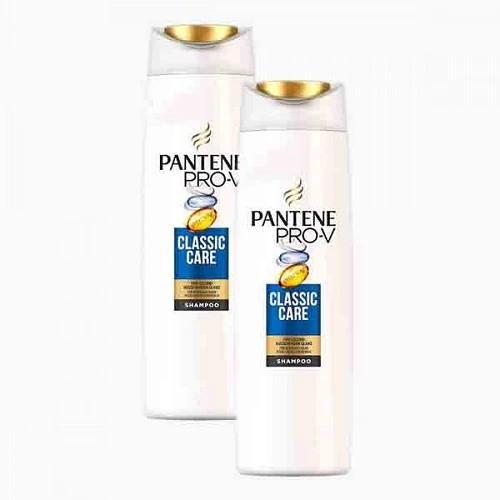 PANTENE
PRO-V
CLASSIC
CARE
SHAMPOO
PANTENE
PRO-V
CLASSIC
CARE
SHAMPOO